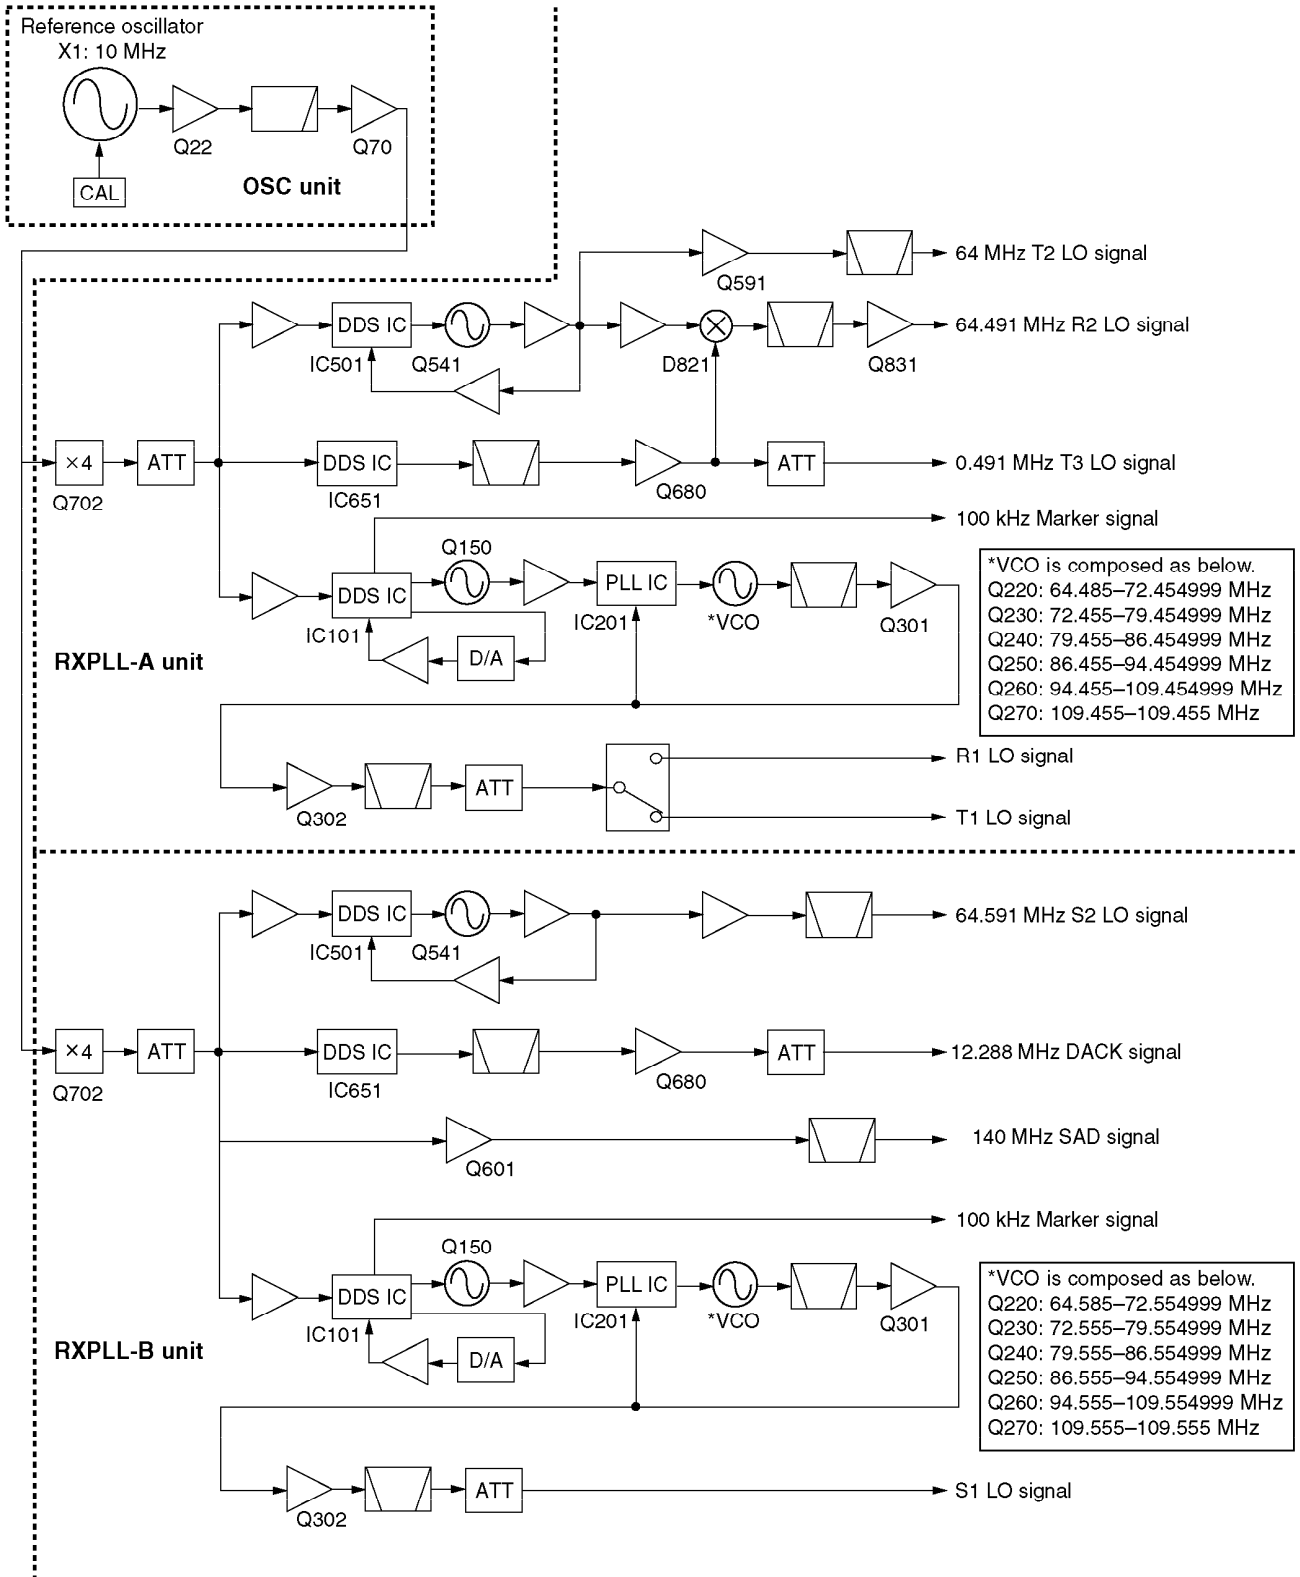 Reference oscillator
X1: 10 MHz
Q22
Q70
CAL
OSC unit
64 MHz T2 LO signal
Q591
DDS IC
64.491 MHz R2 LO signal
IC501
Q541
D821
Q831
×4
ATT
DDS IC
ATT
0.491 MHz T3 LO signal
Q702
IC651
Q680
100 kHz Marker signal
Q150
DDS IC
PLL IC
IC101
IC201
*VCO
Q301
D/A
RXPLL-A unit
*VCO is composed as below.
Q220: 64.485–72.454999 MHz
Q230: 72.455–79.454999 MHz
Q240: 79.455–86.454999 MHz
Q250: 86.455–94.454999 MHz
Q260: 94.455–109.454999 MHz
Q270: 109.455–109.455 MHz
R1 LO signal
ATT
Q302
T1 LO signal
DDS IC
64.591 MHz S2 LO signal
IC501
Q541
×4
ATT
DDS IC
ATT
12.288 MHz DACK signal
Q702
IC651
Q680
140 MHz SAD signal
Q601
100 kHz Marker signal
Q150
DDS IC
PLL IC
IC101
IC201
*VCO
Q301
D/A
RXPLL-B unit
*VCO is composed as below.
Q220: 64.585–72.554999 MHz
Q230: 72.555–79.554999 MHz
Q240: 79.555–86.554999 MHz
Q250: 86.555–94.554999 MHz
Q260: 94.555–109.554999 MHz
Q270: 109.555–109.555 MHz
ATT
S1 LO signal
Q302